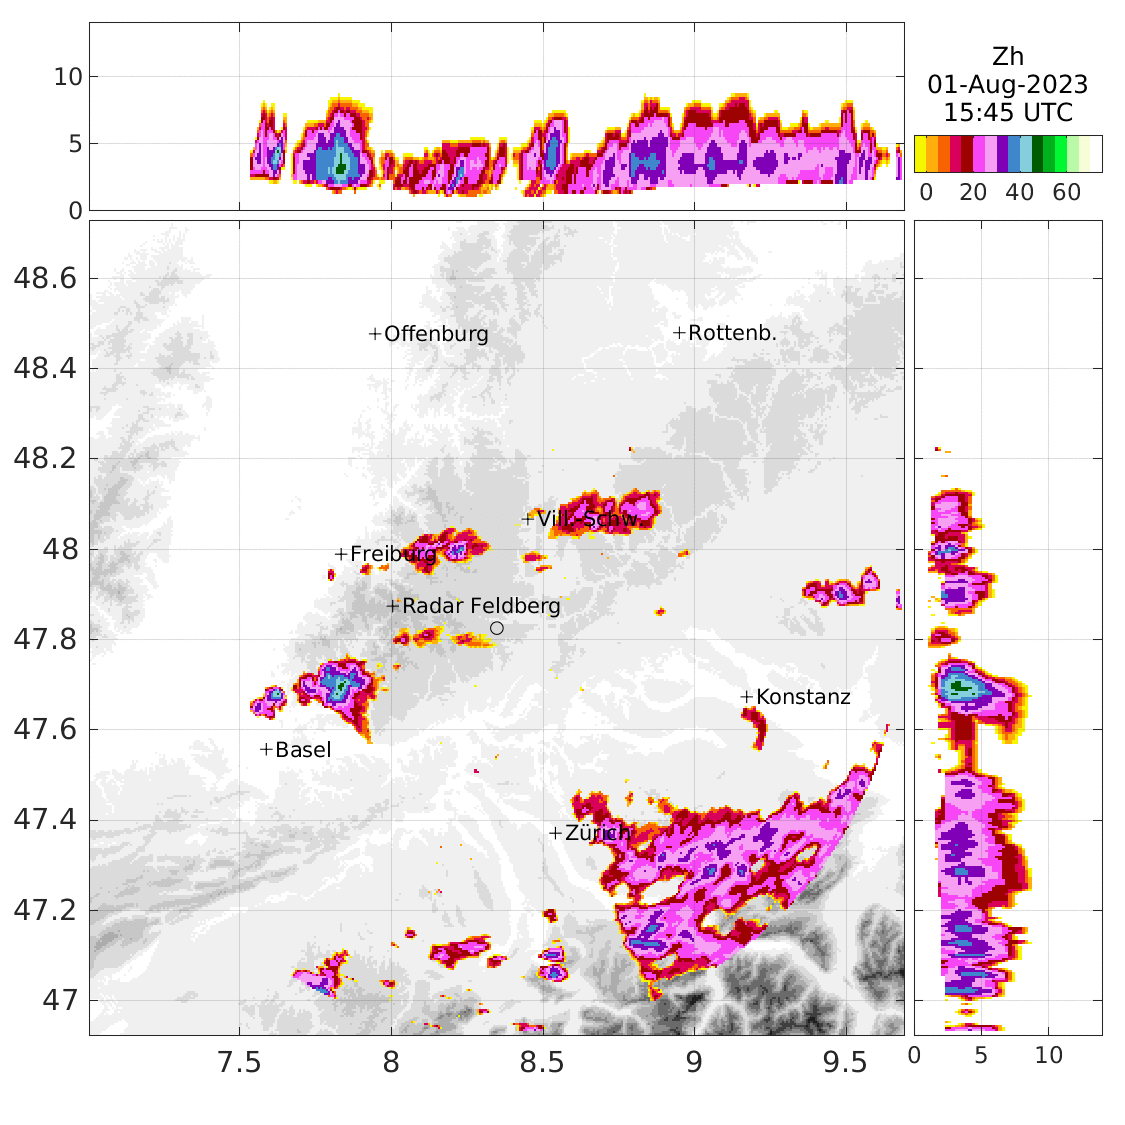 10
5
0
Zh
01-Aug-2023
15:45 UTC
0 20 40 60
48.6
48.4
48.2
48
47.8
47.6
47.4
47.2
47
+Offenburg
+Rottenb.
+Vill.-Schw.
+Freiburg
+Radar Feldberg
+Konstanz
+Basel
+Zürich
7.5 8 8.5 9 9.5
0 5 10